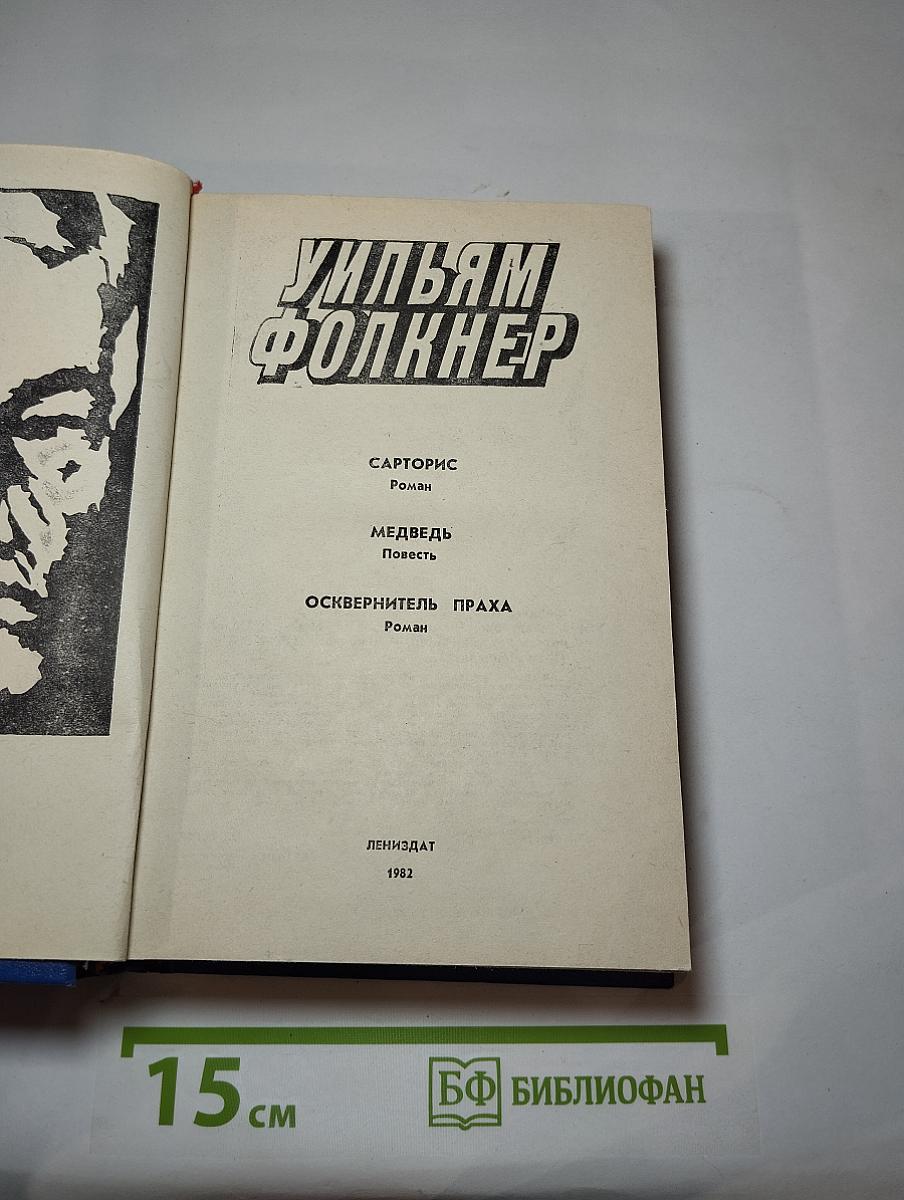 УИЛЬЯМ
ФОЛКНЕР
САРТОРИС
Роман
МЕДВЕДЬ
Повесть
ОСКВЕРНИТЕЛЬ ПРАХА
Роман
ЛЕНИЗДАТ
1982
15 см
БФ БИБЛИОФАН